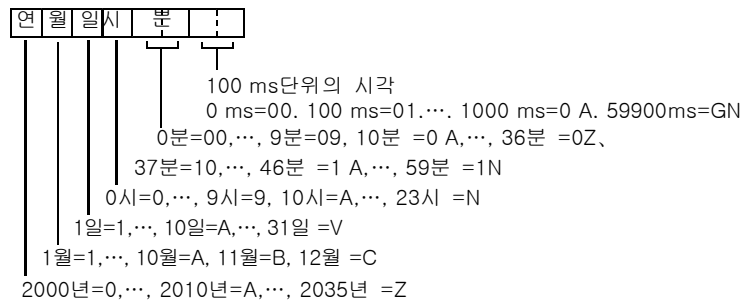 연 월 일 시 분
100 ms단위의 시각
0 ms=00. 100 ms=01.…. 1000 ms=0 A. 59900ms=GN
0분=00,…, 9분=09, 10분 =0 A,…, 36분 =0Z、
37분=10,…, 46분 =1 A,…, 59분 =1N
0시=0,…, 9시=9, 10시=A,…, 23시 =N
1일=1,…, 10일=A,…, 31일 =V
1월=1,…, 10월=A, 11월=B, 12월 =C
2000년=0,…, 2010년=A,…, 2035년 =Z